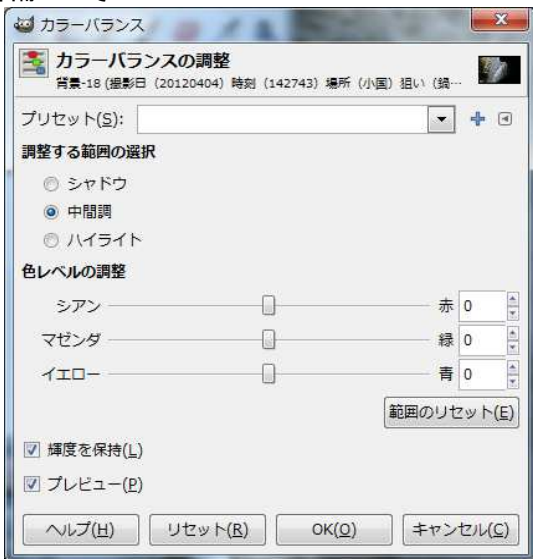 カラーバランス
カラーバランスの調整
背景-18 (撮影日 (20120404) 時刻 (142743) 場所 (小国) 狙い (鍋…
プリセット(S):
調整する範囲の選択
シャドウ
中間調
ハイライト
色レベルの調整
シアン 赤 0
マゼンダ 緑 0
イエロー 青 0
範囲のリセット(E)
輝度を保持(L)
プレビュー(P)
ヘルプ(H) リセット(R) OK(O) キャンセル(C)